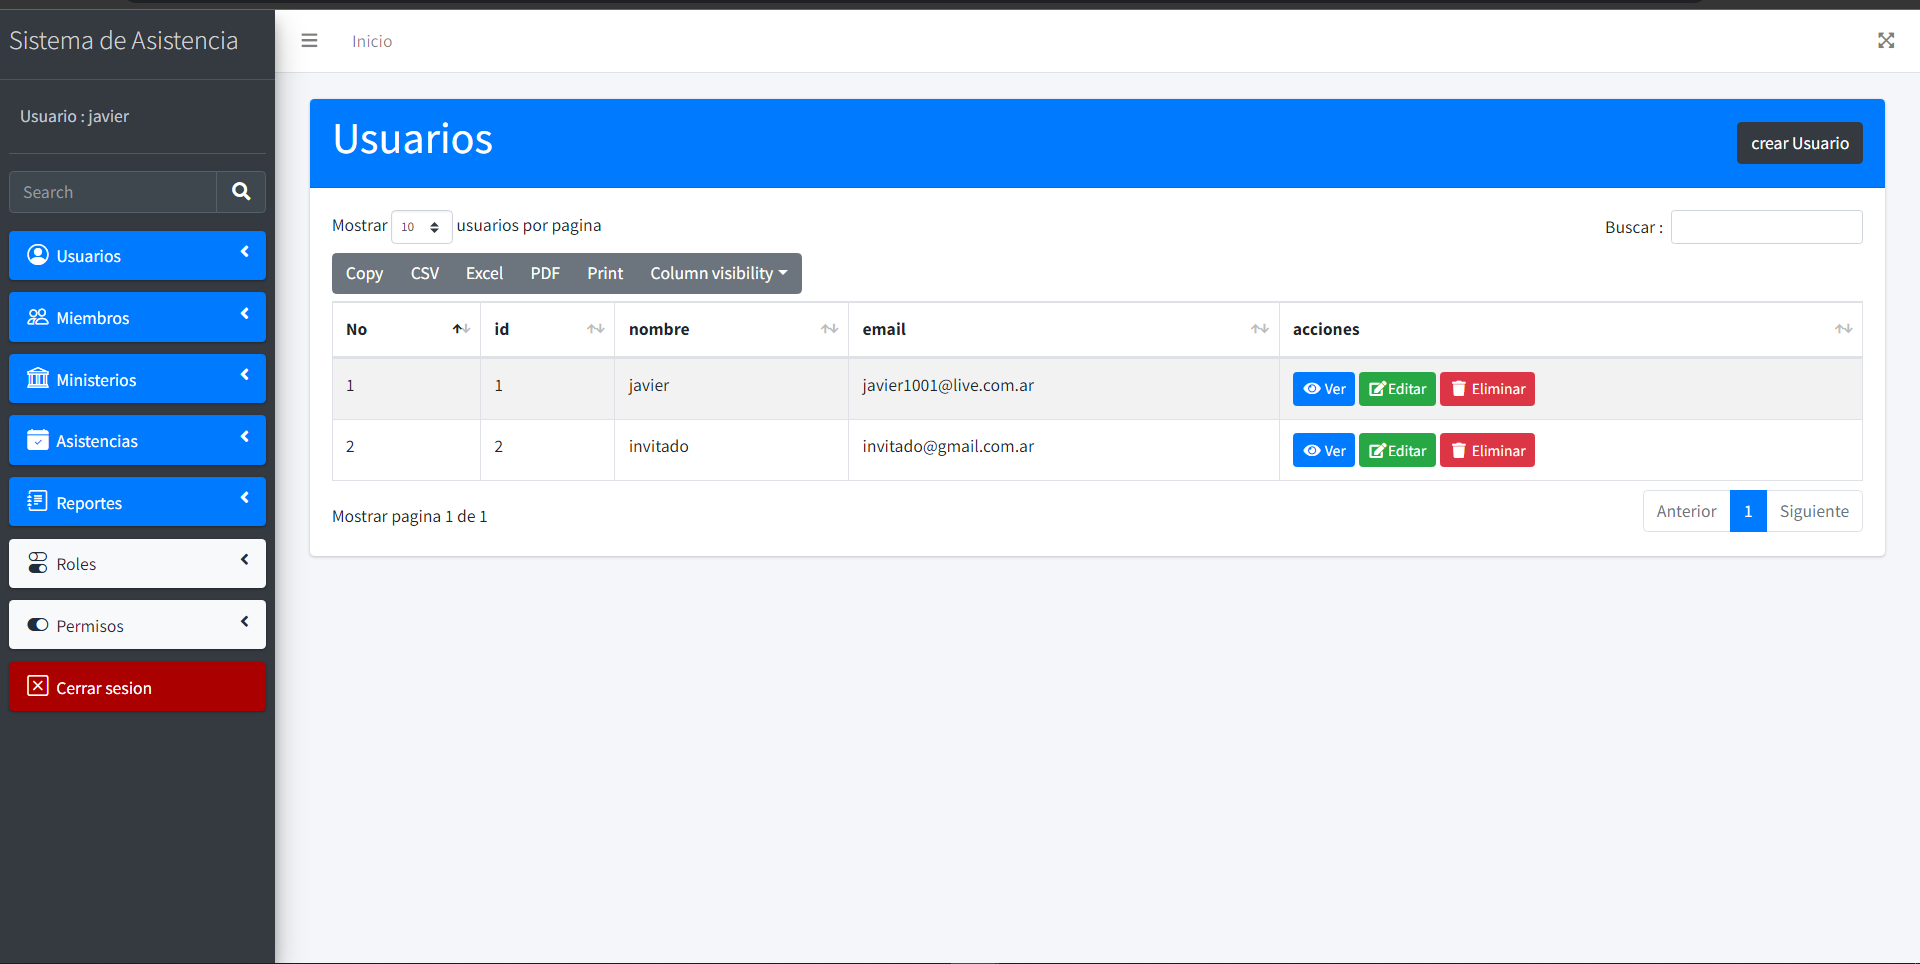 Sistema de Asistencia
Inicio
Usuario : javier
Search
Usuarios
Miembros
Ministerios
Asistencias
Reportes
Roles
Permisos
Cerrar sesion
Usuarios
crear Usuario
Mostrar 10 usuarios por pagina
Buscar :
Copy CSV Excel PDF Print Column visibility
No id nombre email acciones
1 1 javier javier1001@live.com.ar Ver Editar Eliminar
2 2 invitado invitado@gmail.com.ar Ver Editar Eliminar
Mostrar pagina 1 de 1
Anterior 1 Siguiente